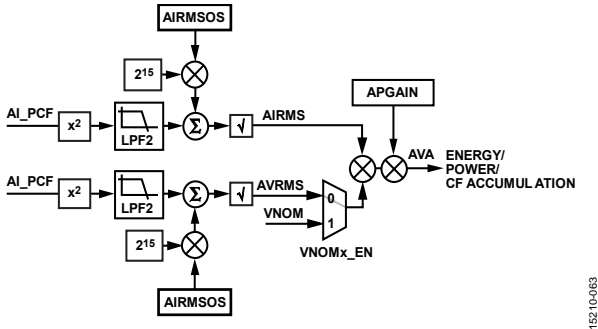 AIRMSOS
2¹⁵
APGAIN
AI_PCF
x²
LPF2
Σ
√
AIRMS
AVA
ENERGY/
POWER/
CF ACCUMULATION
AI_PCF
x²
LPF2
Σ
√
AVRMS
0
VNOM
1
2¹⁵
VNOMx_EN
AIRMSOS
15210-063